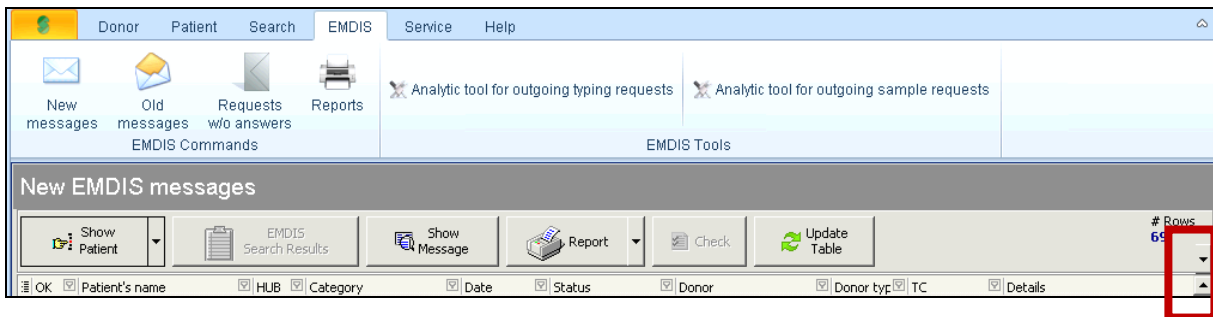 Donor Patient Search EMDIS Service Help
New messages
Old messages
Requests w/o answers
Reports
Analytic tool for outgoing typing requests
Analytic tool for outgoing sample requests
EMDIS Commands
EMDIS Tools
New EMDIS messages
Show Patient
EMDIS Search Results
Show Message
Report
Check
Update Table
# Rows
OK Patient's name HUB Category Date Status Donor Donor typ TC Details